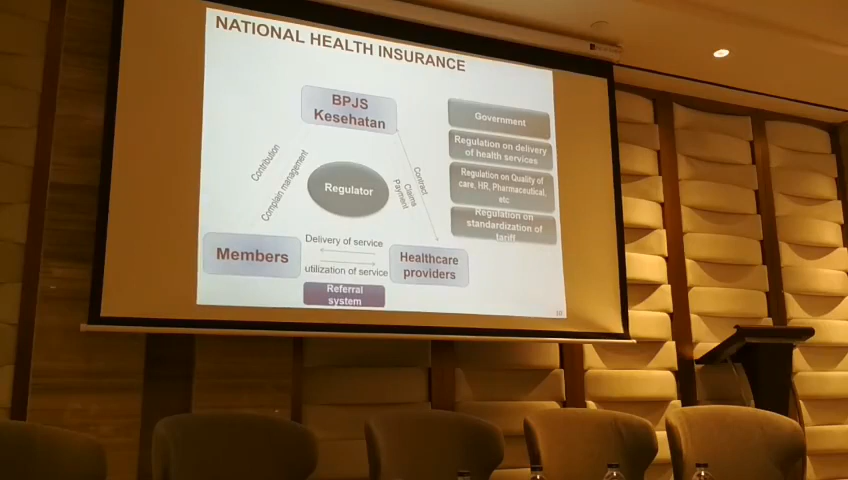 NATIONAL HEALTH INSURANCE
BPJS
Kesehatan
Government
Regulation on delivery
of health services
Regulation on Quality of
care, HR, Pharmaceutical,
etc
Regulation on
standardization of
tariff
Contribution
Complain management
Regulator
Contract
Claims
Payment
Members
Delivery of service
utilization of service
Healthcare
providers
Referral
system
10